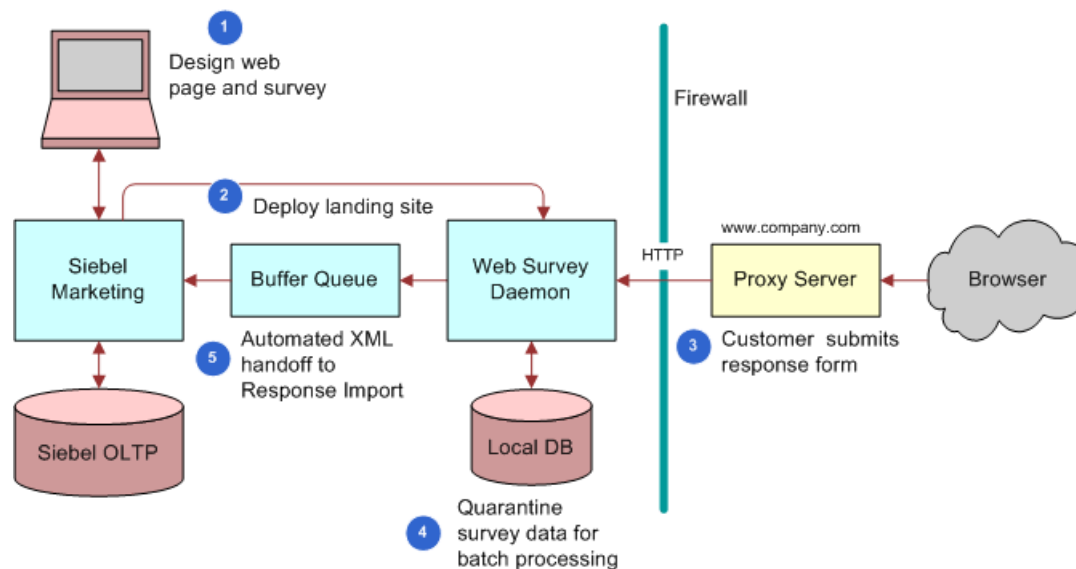 1
Design web
page and survey
Firewall
2
Deploy landing site
www.company.com
Siebel
Marketing
Buffer Queue
Web Survey
Daemon
HTTP
Proxy Server
Browser
5
Automated XML
handoff to
Response Import
3
Customer submits
response form
Siebel OLTP
Local DB
4
Quarantine
survey data for
batch processing